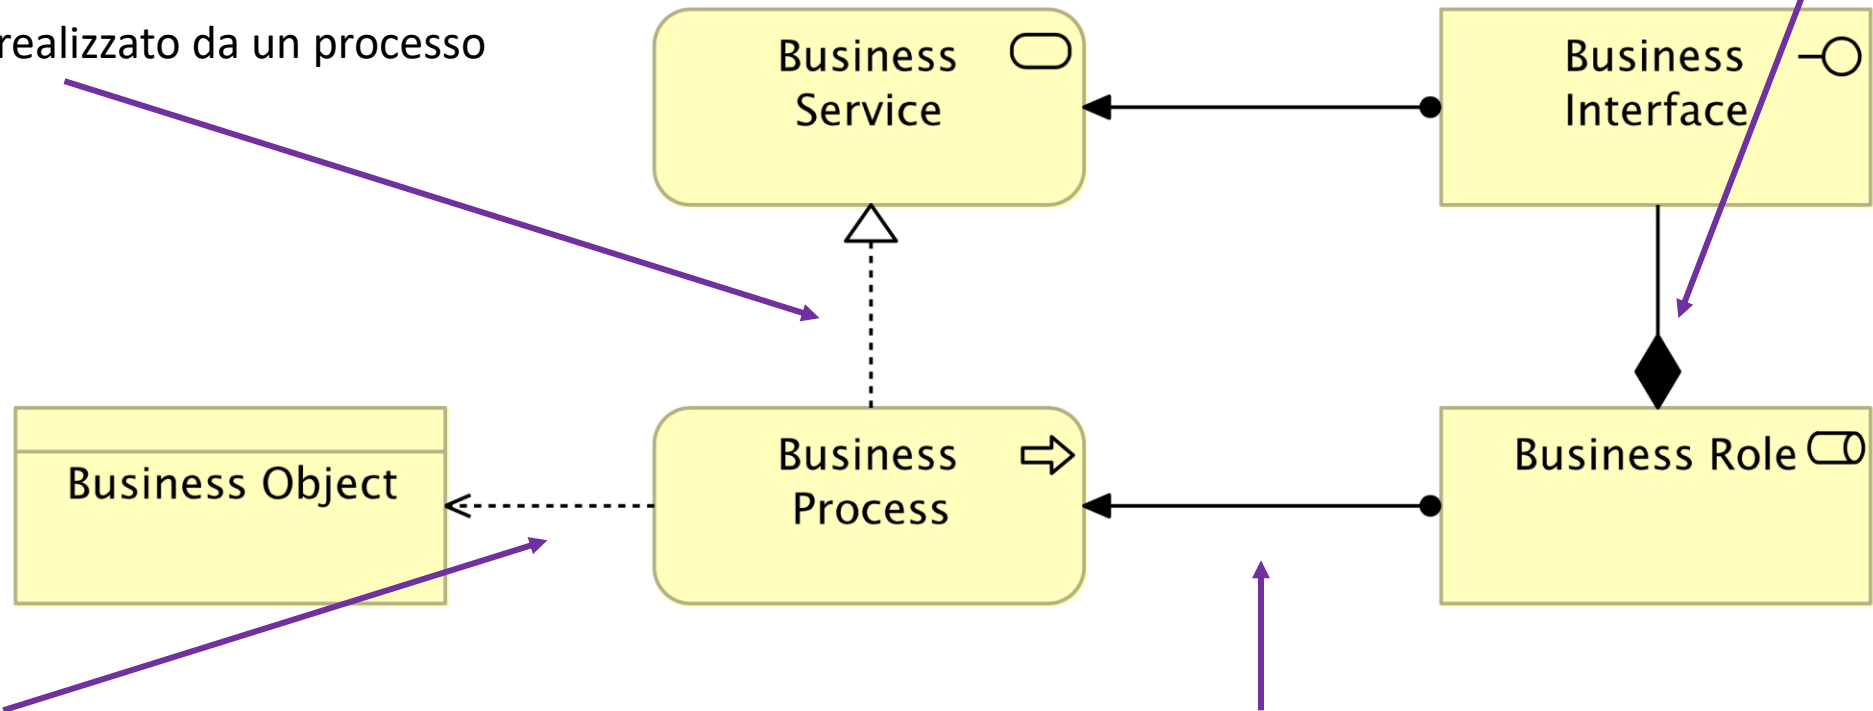 realizzato da un processo
Business
Service
Business
Interface
Business Object
Business
Process
Business Role